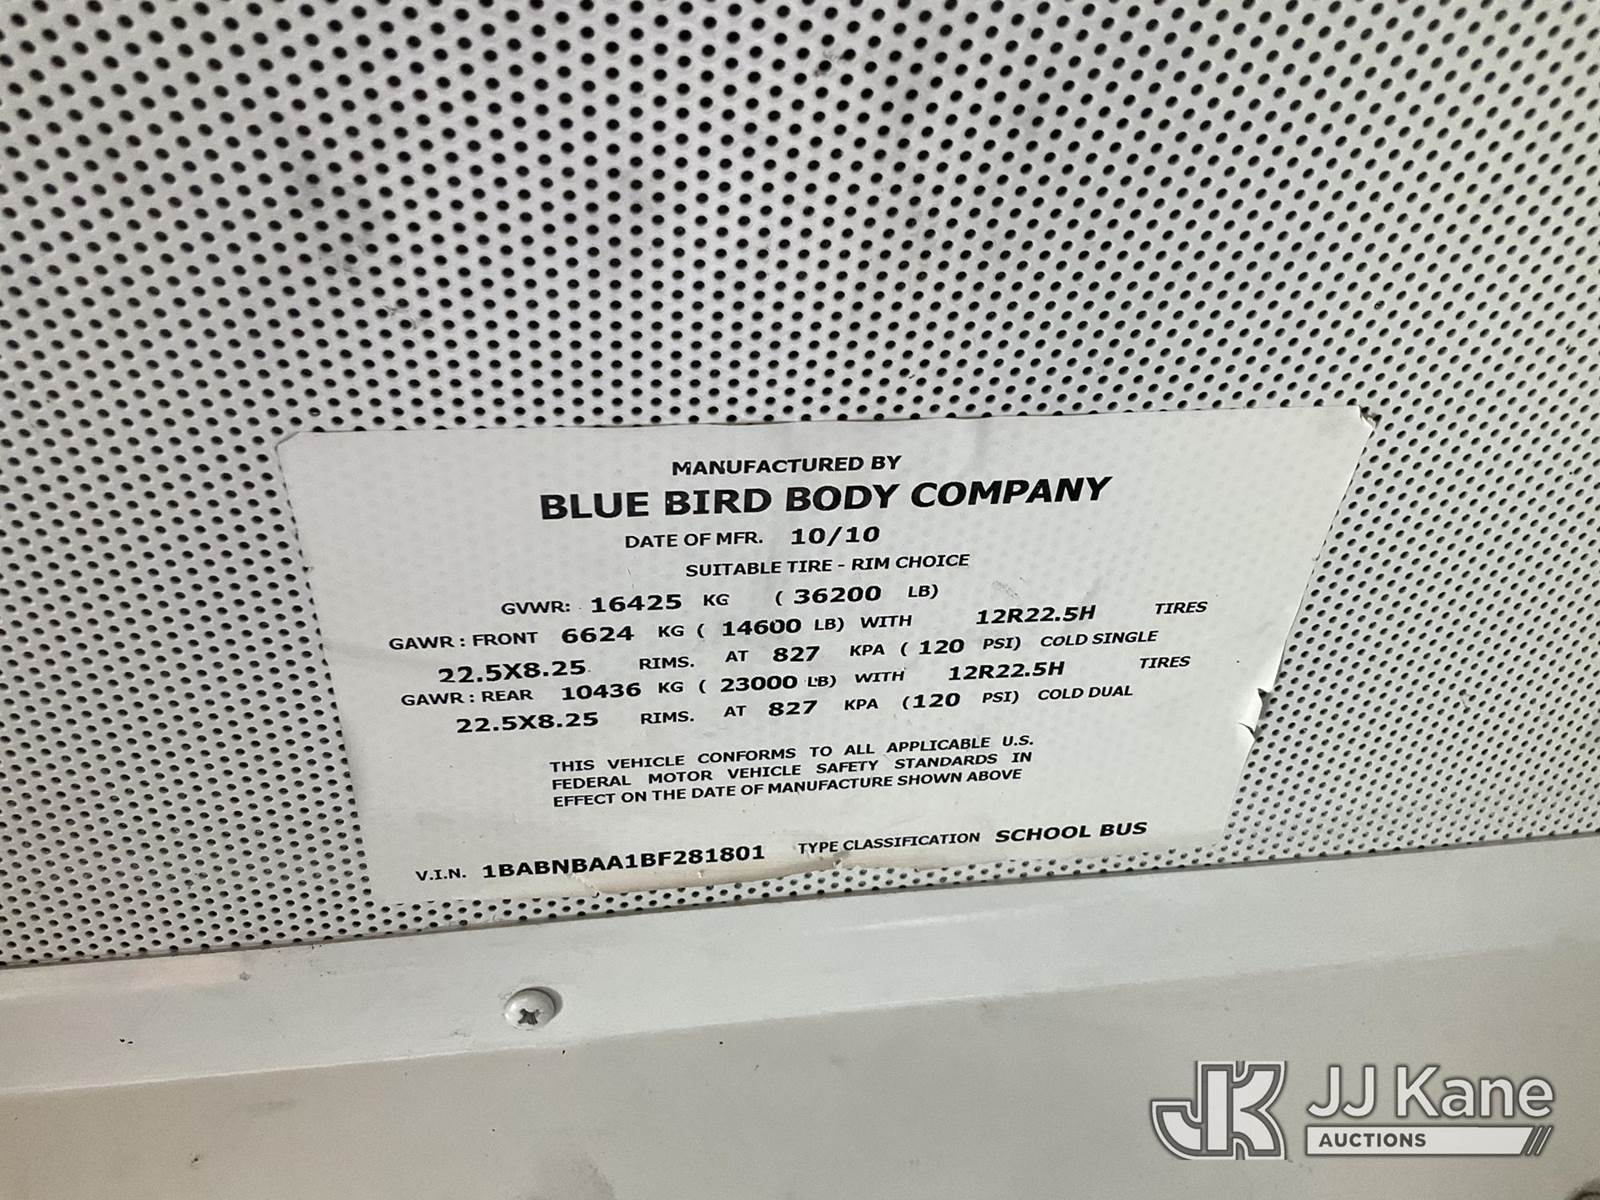 MANUFACTURED BY
BLUE BIRD BODY COMPANY
DATE OF MFR. 10/10
SUITABLE TIRE - RIM CHOICE
GVWR: 16425 KG ( 36200 LB)
GAWR : FRONT 6624 KG ( 14600 LB) WITH 12R22.5H TIRES
22.5X8.25 RIMS. AT 827 KPA ( 120 PSI) COLD SINGLE
GAWR : REAR 10436 KG ( 23000 LB) WITH 12R22.5H TIRES
22.5X8.25 RIMS. AT 827 KPA (120 PSI) COLD DUAL
THIS VEHICLE CONFORMS TO ALL APPLICABLE U.S.
FEDERAL MOTOR VEHICLE SAFETY STANDARDS IN
EFFECT ON THE DATE OF MANUFACTURE SHOWN ABOVE
V.I.N. 1BABNBAA1BF281801 TYPE CLASSIFICATION SCHOOL BUS
JK JJ Kane
AUCTIONS